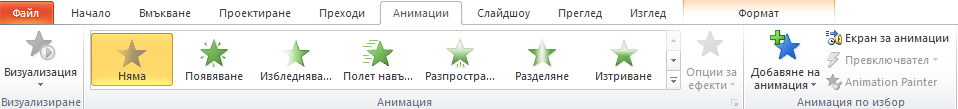 Файл Начало Вмъкване Проектиране Преходи Анимации Слайдшоу Преглед Изглед Формат
Визуализация
Няма Появяване Избледнява... Полет навъ... Разпростра... Разделяне Изтриване
Опции за
ефекти
Добавяне на
анимация
Екран за анимации
Превключвател
Animation Painter
Визуализиране Анимация Анимация по избор